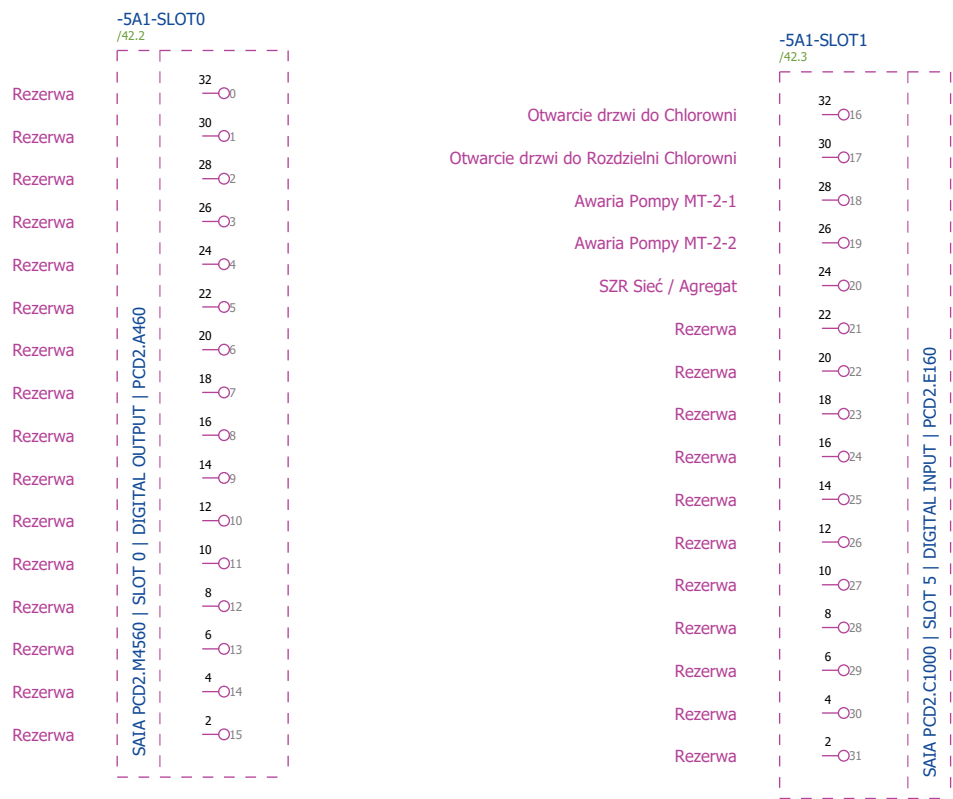 -5A1-SLOT0
/42.2
Rezerwa 32 0
Rezerwa 30 1
Rezerwa 28 2
Rezerwa 26 3
Rezerwa 24 4
Rezerwa 22 5
Rezerwa 20 6
Rezerwa 18 7
Rezerwa 16 8
Rezerwa 14 9
Rezerwa 12 10
Rezerwa 10 11
Rezerwa 8 12
Rezerwa 6 13
Rezerwa 4 14
Rezerwa 2 15
SAIA PCD2.M4560 | SLOT 0 | DIGITAL OUTPUT | PCD2.A460
-5A1-SLOT1
/42.3
Otwarcie drzwi do Chlorowni 32 16
Otwarcie drzwi do Rozdzielni Chlorowni 30 17
Awaria Pompy MT-2-1 28 18
Awaria Pompy MT-2-2 26 19
SZR Sieć / Agregat 24 20
Rezerwa 22 21
Rezerwa 20 22
Rezerwa 18 23
Rezerwa 16 24
Rezerwa 14 25
Rezerwa 12 26
Rezerwa 10 27
Rezerwa 8 28
Rezerwa 6 29
Rezerwa 4 30
Rezerwa 2 31
SAIA PCD2.C1000 | SLOT 5 | DIGITAL INPUT | PCD2.E160